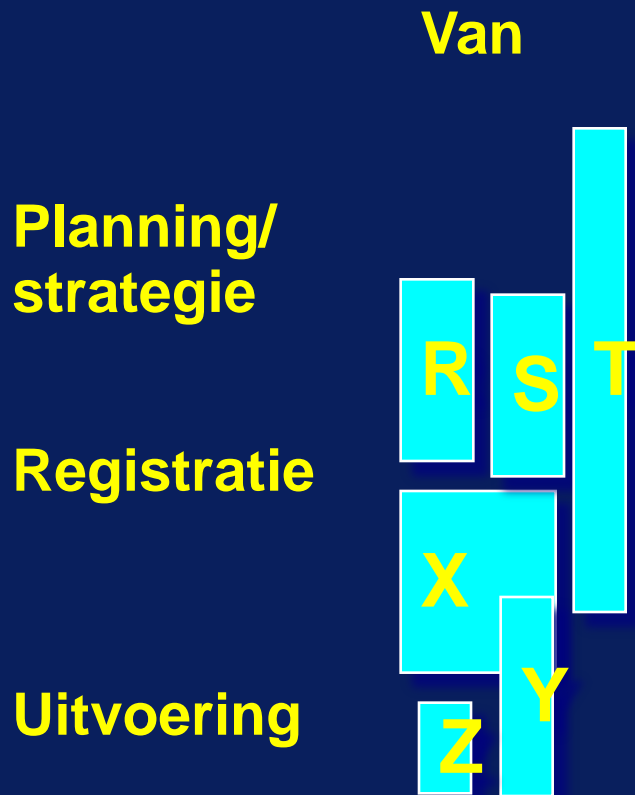 Van
Planning/
strategie
R S T
Registratie
X
Y
Uitvoering
Z